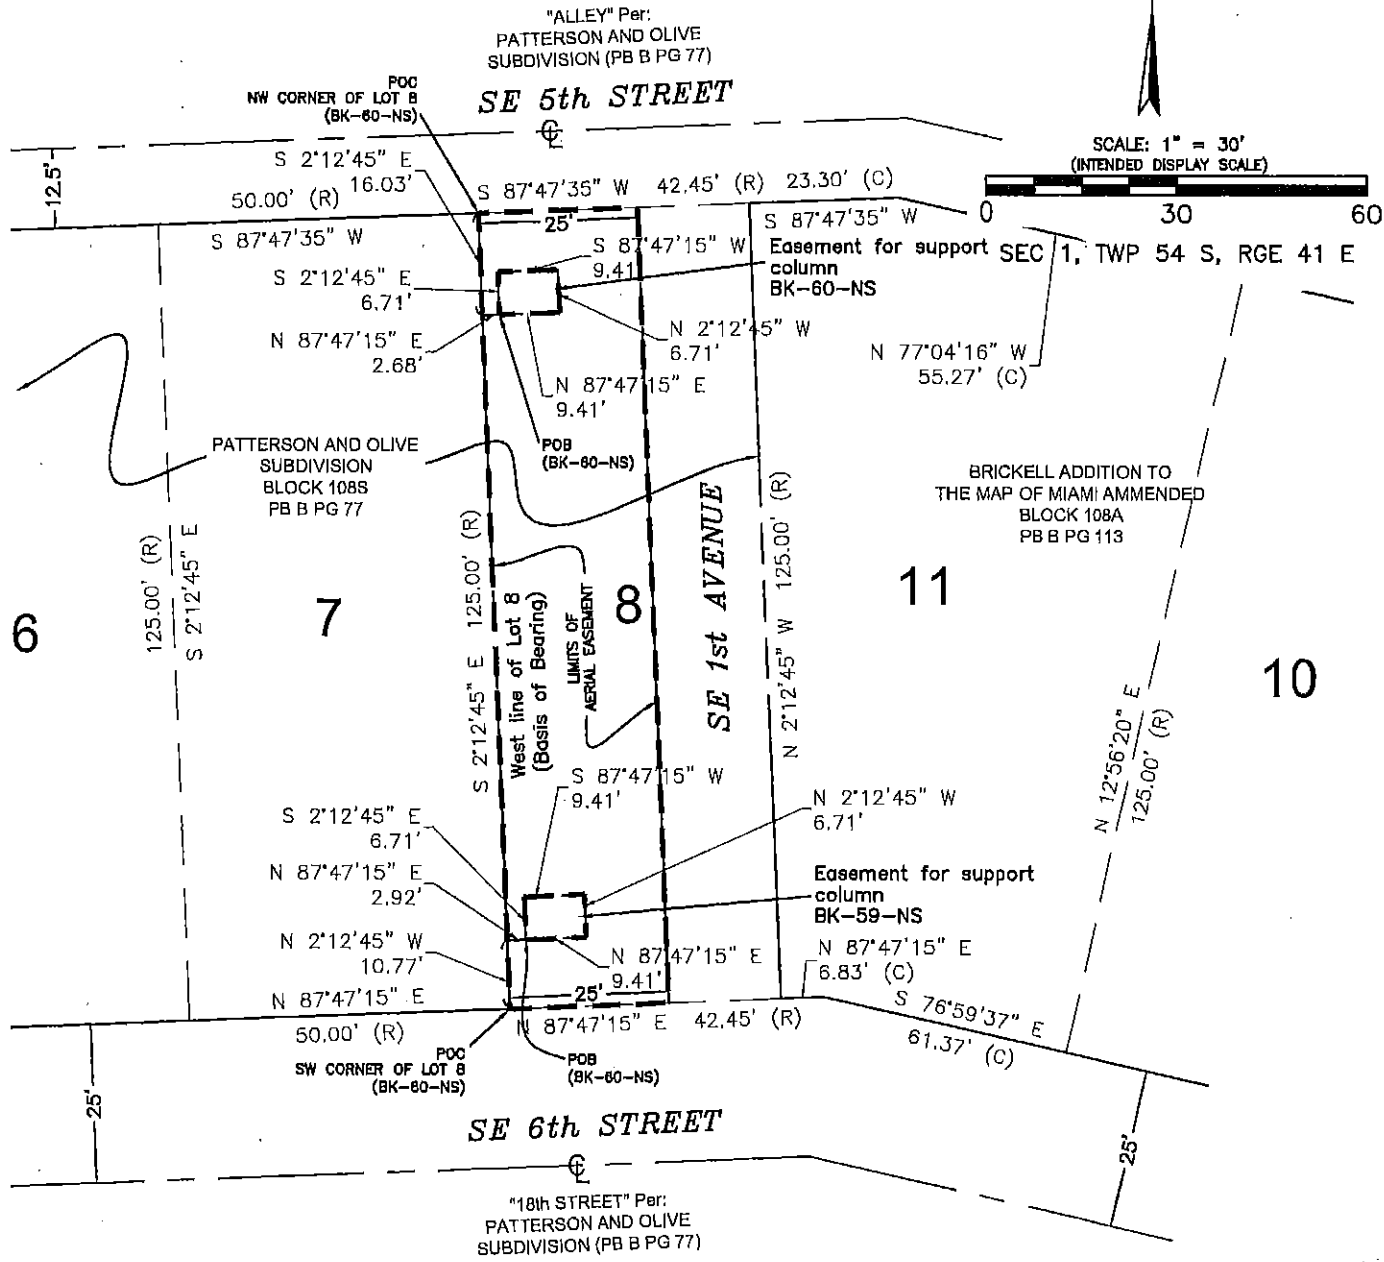 "ALLEY" Per:
PATTERSON AND OLIVE
SUBDIVISION (PB B PG 77)
POC
NW CORNER OF LOT 8
(BK-60-NS)
SE 5th STREET
℄
SCALE: 1" = 30'
(INTENDED DISPLAY SCALE)
0 30 60
SEC 1, TWP 54 S, RGE 41 E
12.5'
S 2°12'45" E
16.03'
50.00' (R)
S 87°47'35" W 42.45' (R) 23.30' (C)
25'
S 87°47'35" W
S 87°47'35" W
S 87°47'15" W
9.41'
Easement for support
column
BK-60-NS
S 2°12'45" E
6.71'
N 87°47'15" E
2.68'
N 2°12'45" W
6.71'
N 87°47'15" E
9.41'
N 77°04'16" W
55.27' (C)
POB
(BK-60-NS)
PATTERSON AND OLIVE
SUBDIVISION
BLOCK 108S
PB B PG 77
BRICKELL ADDITION TO
THE MAP OF MIAMI AMMENDED
BLOCK 108A
PB B PG 113
125.00' (R)
S 2°12'45" E
S 2°12'45" E 125.00' (R)
West line of Lot 8
(Basis of Bearing)
LIMITS OF
AERIAL EASEMENT
SE 1st AVENUE
N 2°12'45" W 125.00' (R)
N 12°56'20" E
125.00' (R)
6
7
8
11
10
S 87°47'15" W
9.41'
N 2°12'45" W
6.71'
S 2°12'45" E
6.71'
N 87°47'15" E
2.92'
Easement for support
column
BK-59-NS
N 2°12'45" W
10.77'
N 87°47'15" E
9.41'
N 87°47'15" E
6.83' (C)
N 87°47'15" E
50.00' (R)
25'
N 87°47'15" E 42.45' (R)
S 76°59'37" E
61.37' (C)
POC
SW CORNER OF LOT 8
(BK-60-NS)
POB
(BK-60-NS)
25'
25'
SE 6th STREET
℄
"18th STREET" Per:
PATTERSON AND OLIVE
SUBDIVISION (PB B PG 77)